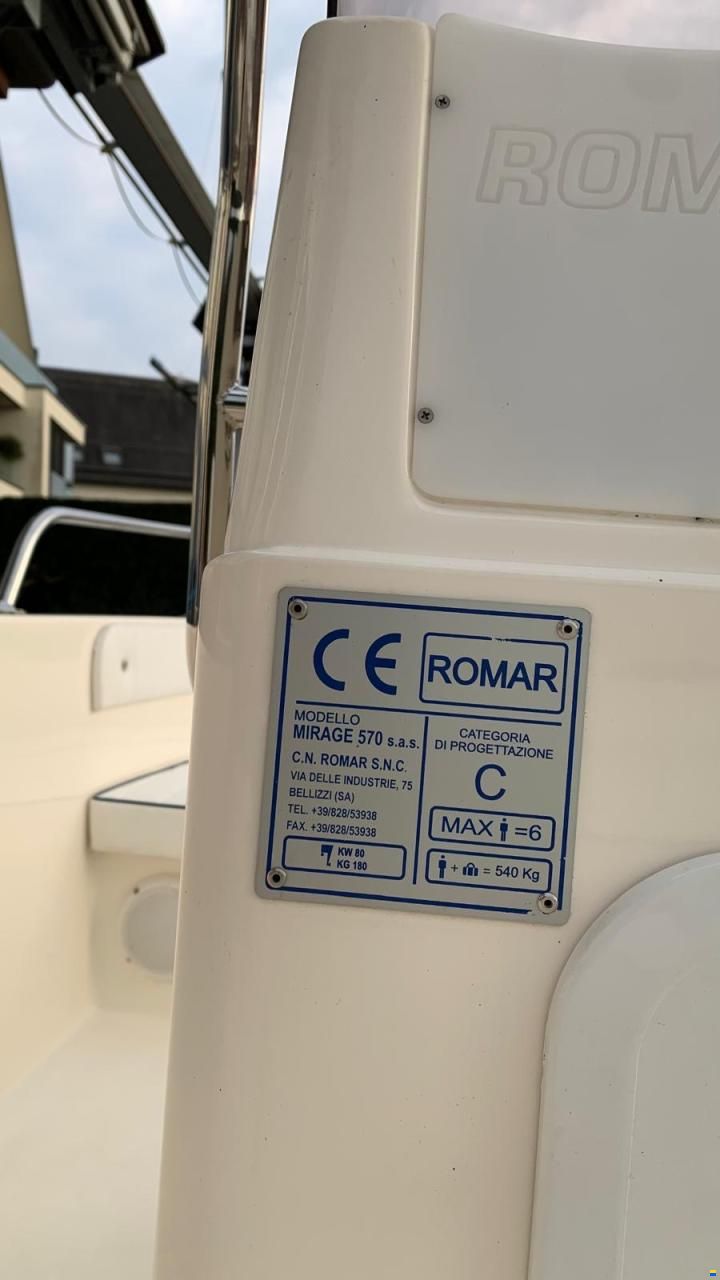 ROM
CE
ROMAR
MODELLO
MIRAGE 570 s.a.s.
C.N. ROMAR S.N.C.
VIA DELLE INDUSTRIE, 75
BELLIZZI (SA)
TEL. +39/828/53938
FAX. +39/828/53938
KW 80
KG 180
CATEGORIA
DI PROGETTAZIONE
C
MAX =6
+ = 540 Kg